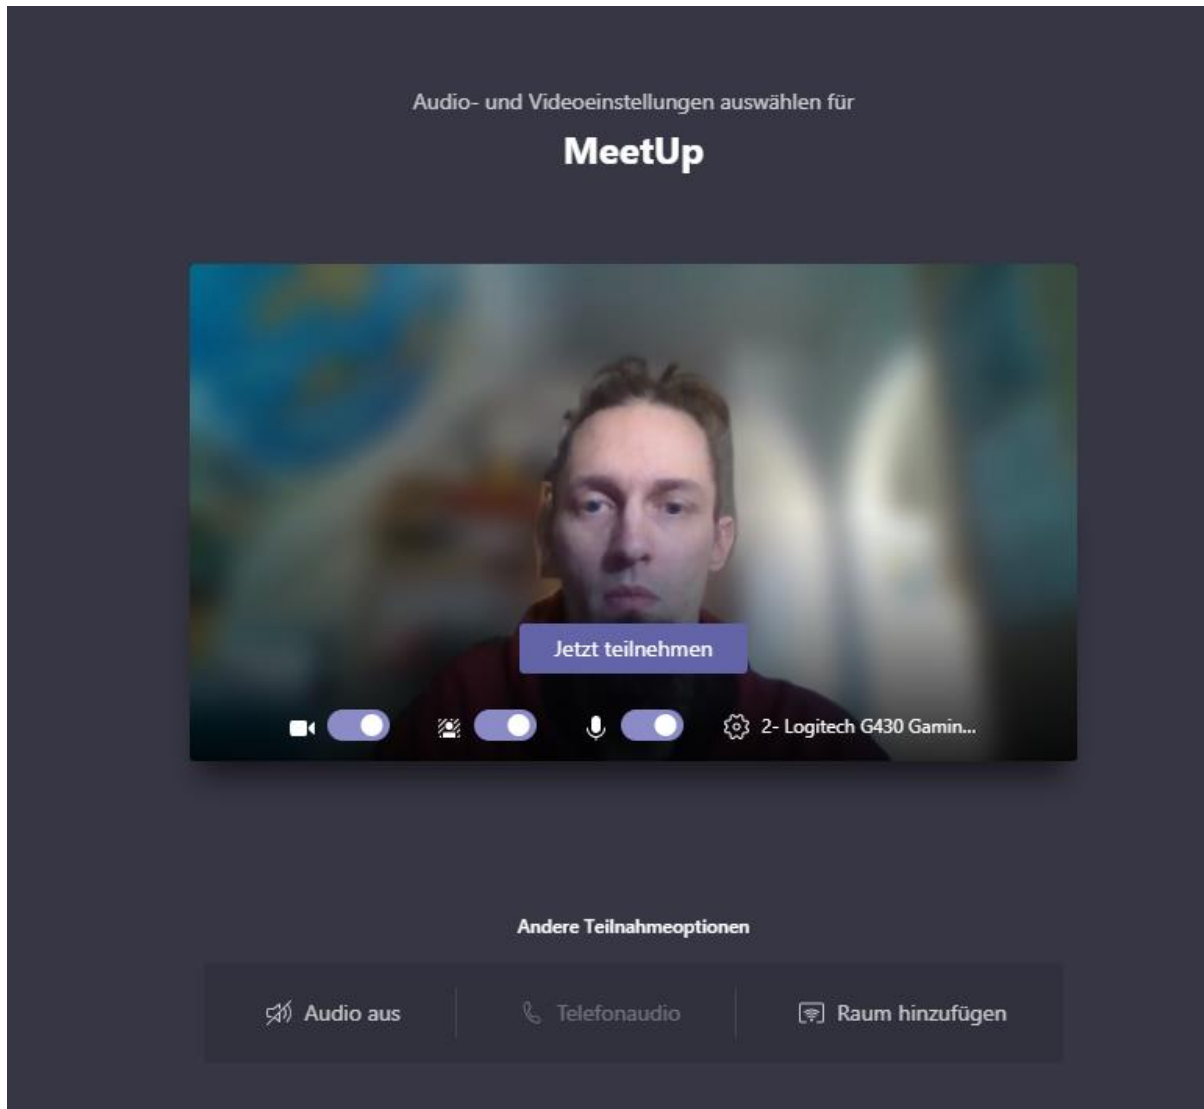 Audio- und Videoeinstellungen auswählen für
MeetUp
Jetzt teilnehmen
2- Logitech G430 Gamin...
Andere Teilnahmeoptionen
Audio aus
Telefonaudio
Raum hinzufügen